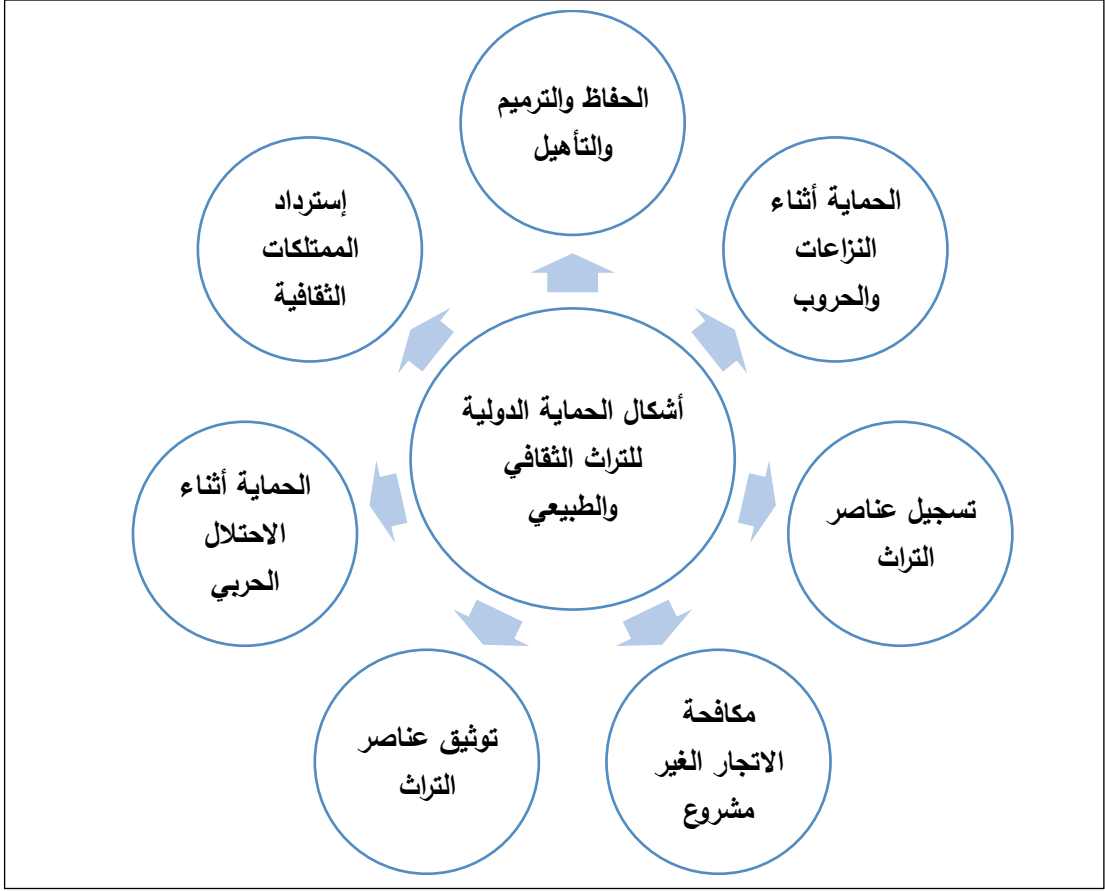 الحفاظ والترميم
والتأهيل
الحماية أثناء
النزاعات
والحروب
إسترداد
الممتلكات
الثقافية
أشكال الحماية الدولية
للتراث الثقافي
والطبيعي
تسجيل عناصر
التراث
الحماية أثناء
الاحتلال
الحربي
مكافحة
الاتجار الغير
مشروع
توثيق عناصر
التراث